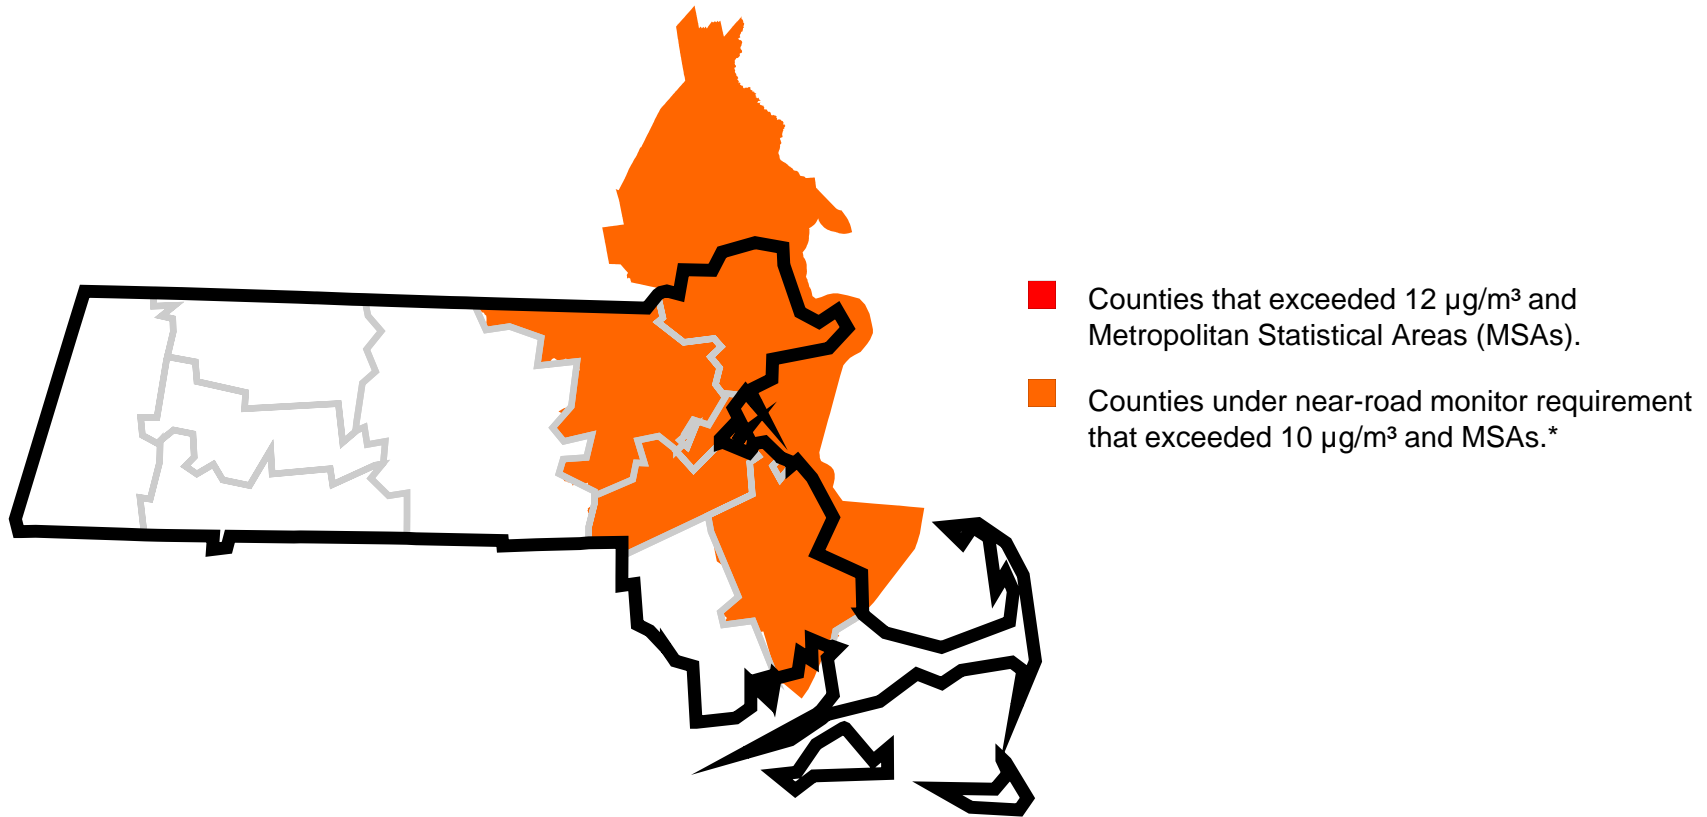 Counties that exceeded 12 µg/m³ and
Metropolitan Statistical Areas (MSAs).
Counties under near-road monitor requirement
that exceeded 10 µg/m³ and MSAs.*